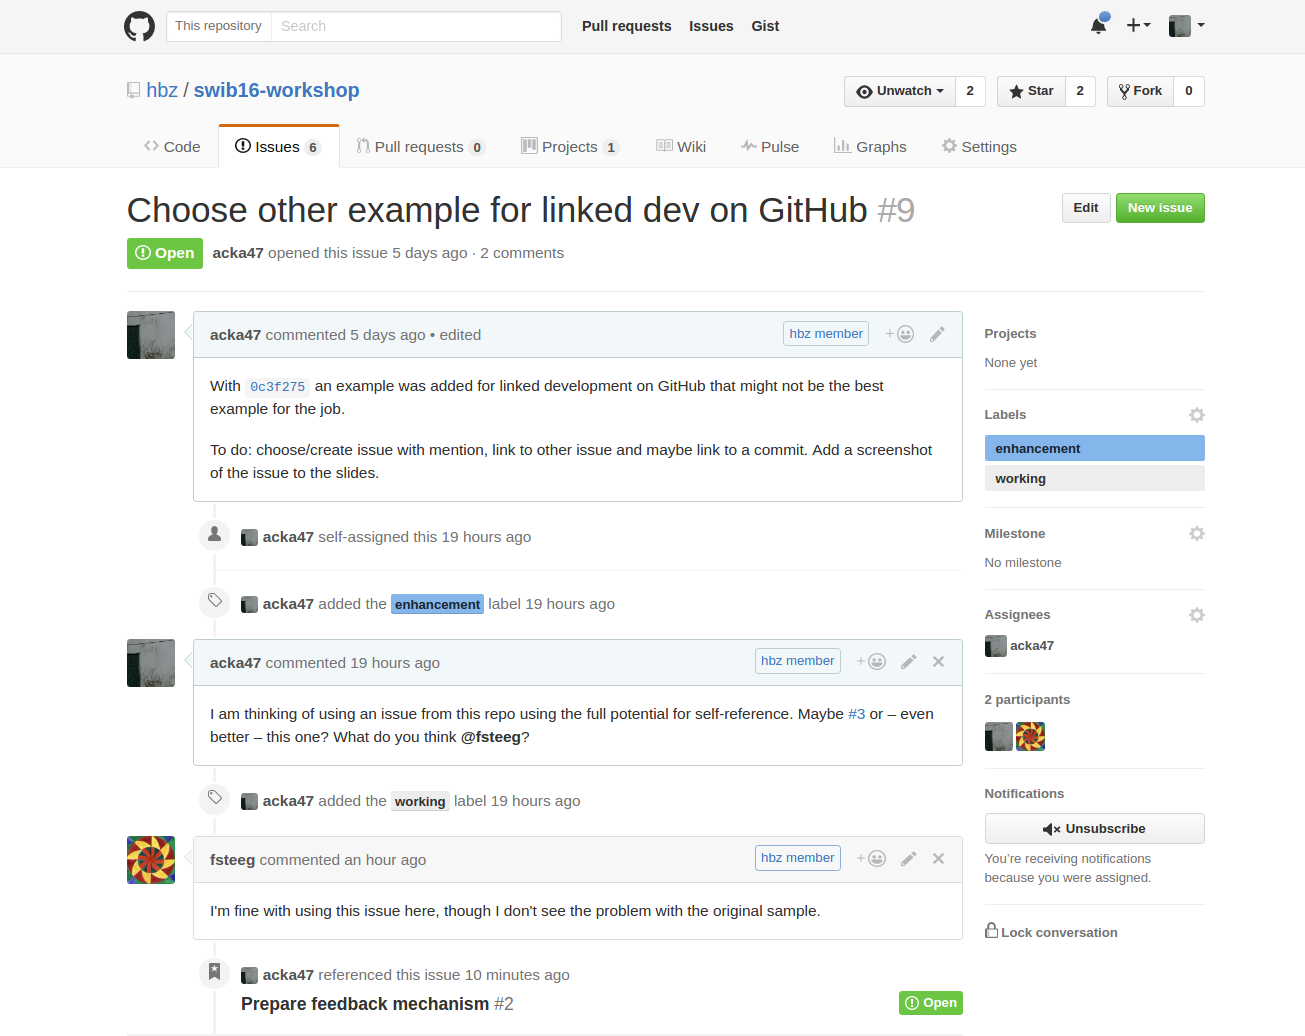 This repository Search Pull requests Issues Gist
hbz / swib16-workshop Unwatch 2 Star 2 Fork 0
Code Issues 6 Pull requests 0 Projects 1 Wiki Pulse Graphs Settings
Choose other example for linked dev on GitHub #9 Edit New issue
Open acka47 opened this issue 5 days ago · 2 comments
acka47 commented 5 days ago • edited hbz member
With 0c3f275 an example was added for linked development on GitHub that might not be the best
example for the job.
To do: choose/create issue with mention, link to other issue and maybe link to a commit. Add a screenshot
of the issue to the slides.
acka47 self-assigned this 19 hours ago
acka47 added the enhancement label 19 hours ago
acka47 commented 19 hours ago hbz member
I am thinking of using an issue from this repo using the full potential for self-reference. Maybe #3 or – even
better – this one? What do you think @fsteeg?
acka47 added the working label 19 hours ago
fsteeg commented an hour ago hbz member
I'm fine with using this issue here, though I don't see the problem with the original sample.
acka47 referenced this issue 10 minutes ago
Prepare feedback mechanism #2 Open
Projects
None yet
Labels
enhancement
working
Milestone
No milestone
Assignees
acka47
2 participants
Notifications
Unsubscribe
You're receiving notifications
because you were assigned.
Lock conversation